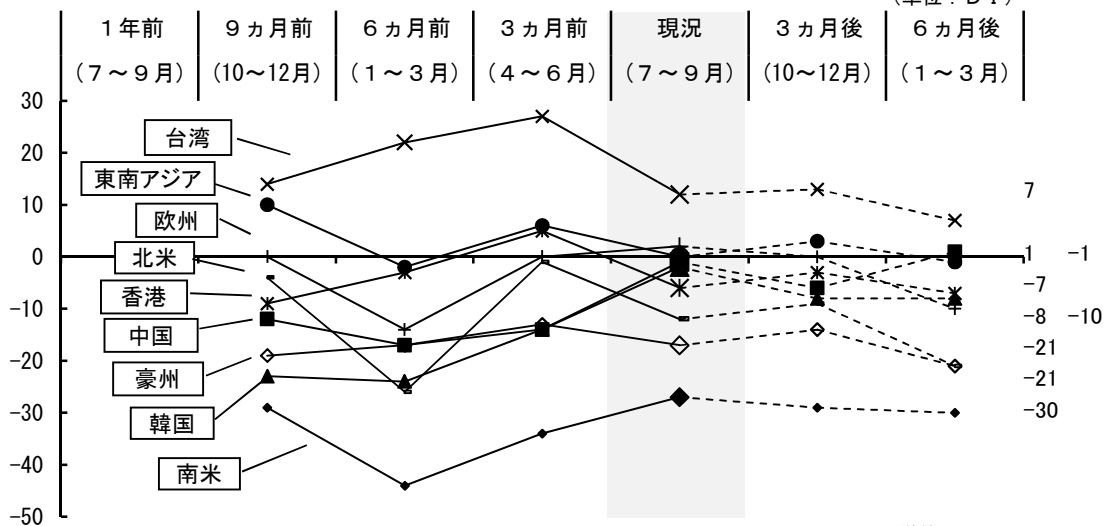 （単位：ＤＩ）
１年前 ９ヵ月前 ６ヵ月前 ３ヵ月前 現況 ３ヵ月後 ６ヵ月後
（７～９月） (10～12月) （１～３月） （４～６月） （７～９月） (10～12月) （１～３月）
30
20
10
0
-10
-20
-30
-40
-50
台湾
東南アジア
欧州
北米
香港
中国
豪州
韓国
南米
7
1 -1
-7
-8 -10
-21
-21
-30